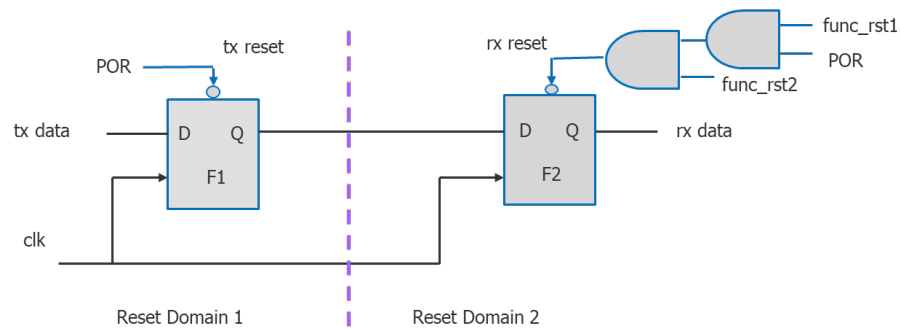 func_rst1
tx reset
rx reset
POR
POR
func_rst2
tx data
D
Q
D
Q
rx data
F1
F2
clk
Reset Domain 1
Reset Domain 2